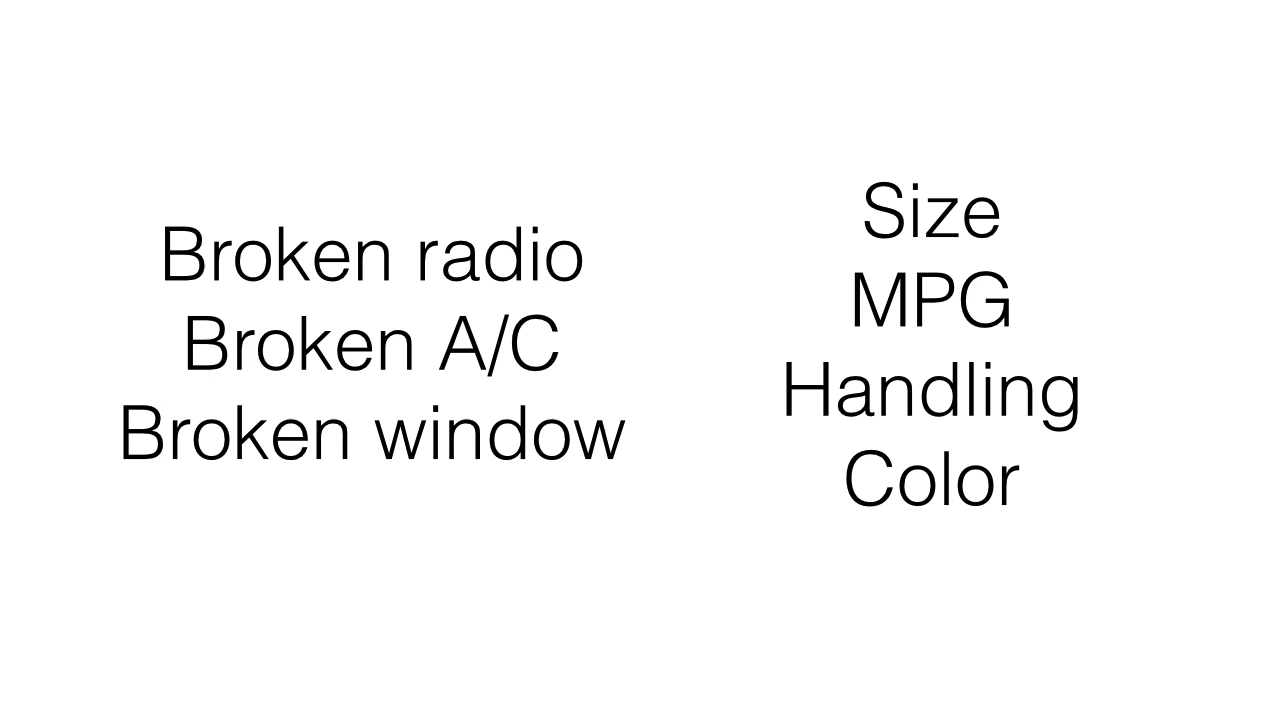 Broken radio
Broken A/C
Broken window
Size
MPG
Handling
Color